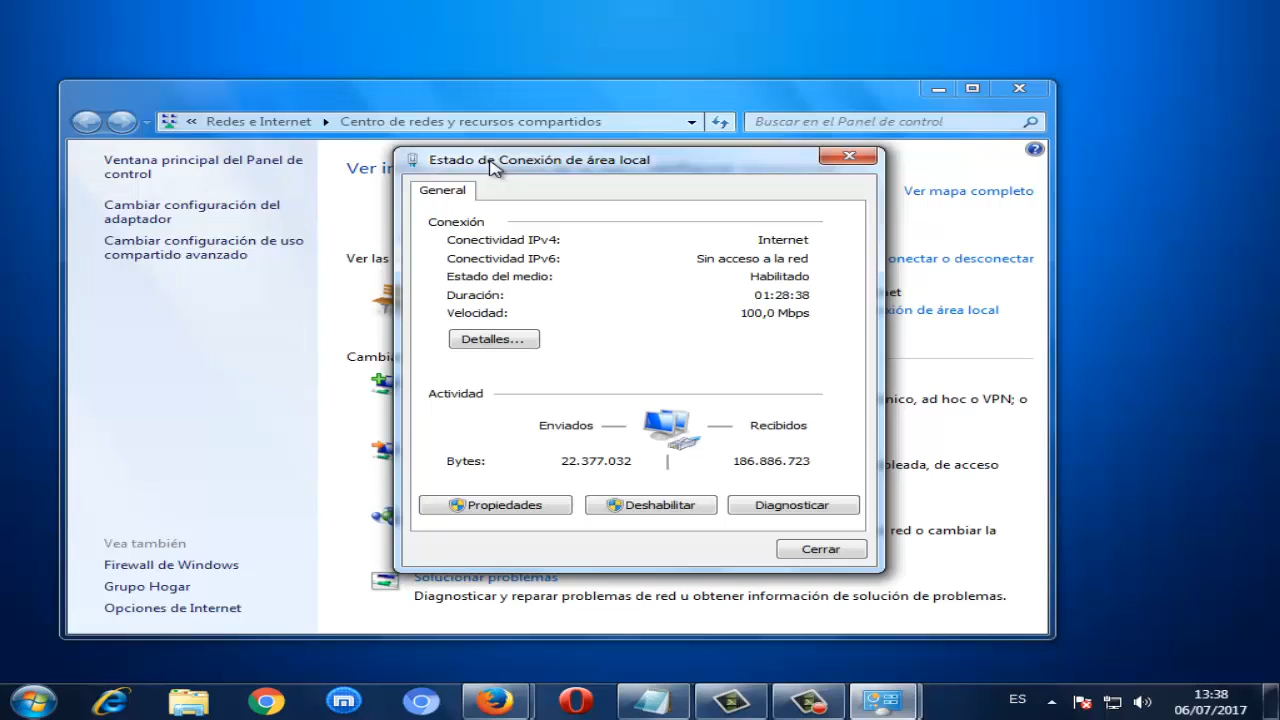 Redes e Internet
Centro de redes y recursos compartidos
Buscar en el Panel de control
Ventana principal del Panel de
control
Cambiar configuración del
adaptador
Cambiar configuración de uso
compartido avanzado
Vea también
Firewall de Windows
Grupo Hogar
Opciones de Internet
Ver
Ver mapa completo
Ver las
onectar o desconectar
net
xión de área local
Cambia
nico, ad hoc o VPN; o
pleada, de acceso
red o cambiar la
Solucionar problemas
Diagnosticar y reparar problemas de red u obtener información de solución de problemas.
Estado de Conexión de área local
General
Conexión
Conectividad IPv4: Internet
Conectividad IPv6: Sin acceso a la red
Estado del medio: Habilitado
Duración: 01:28:38
Velocidad: 100,0 Mbps
Detalles...
Actividad
Enviados — — Recibidos
Bytes: 22.377.032 | 186.886.723
Propiedades Deshabilitar Diagnosticar
Cerrar
ES
13:38
06/07/2017